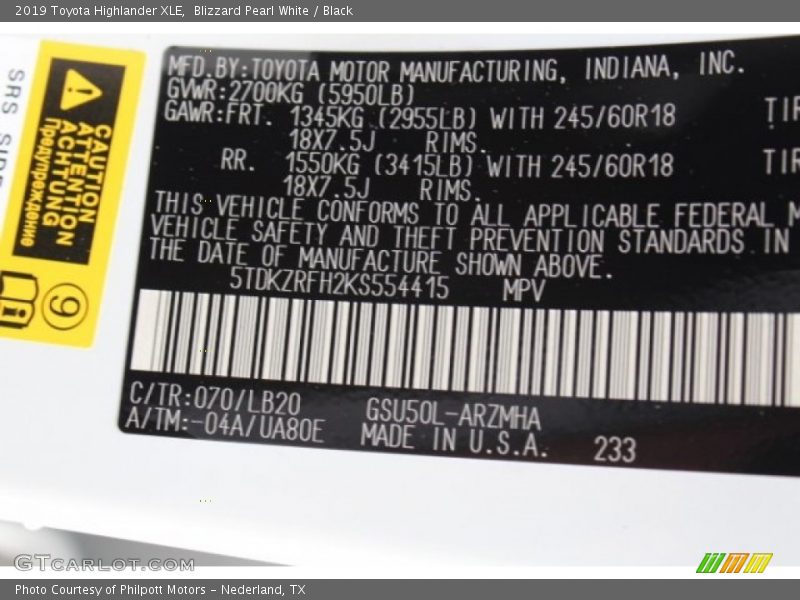 2019 Toyota Highlander XLE,  Blizzard Pearl White / Black
MFD.BY:TOYOTA MOTOR MANUFACTURING, INDIANA, INC.
GVWR:2700KG (5950LB)
GAWR:FRT. 1345KG (2955LB) WITH 245/60R18 TIR
18X7.5J RIMS.
RR. 1550KG (3415LB) WITH 245/60R18 TIR
18X7.5J RIMS.
THIS VEHICLE CONFORMS TO ALL APPLICABLE FEDERAL M
VEHICLE SAFETY AND THEFT PREVENTION STANDARDS IN
THE DATE OF MANUFACTURE SHOWN ABOVE.
5TDKZRFH2KS554415 MPV
C/TR:070/LB20 GSU50L-ARZMHA
A/TM:-04A/UA80E MADE IN U.S.A. 233
SRS SIDE
CAUTION
ATTENTION
ACHTUNG
Предупреждение
9
GTCARLOT.COM
Photo Courtesy of Philpott Motors - Nederland, TX